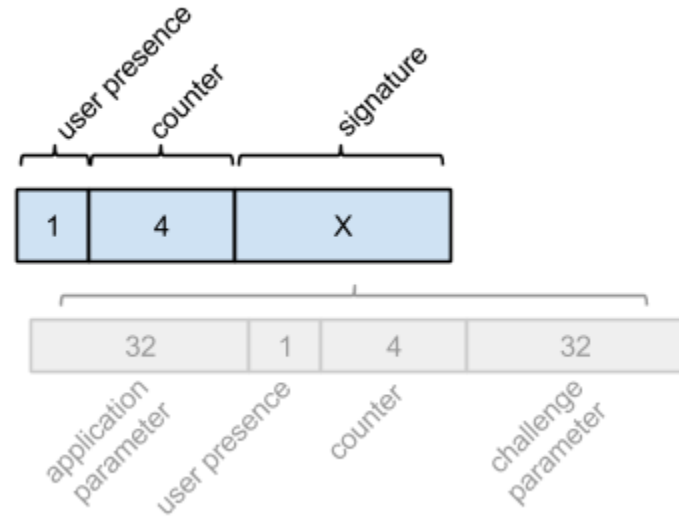 user presence
counter
signature
1
4
X
32
1
4
32
application
parameter
user presence
counter
challenge
parameter